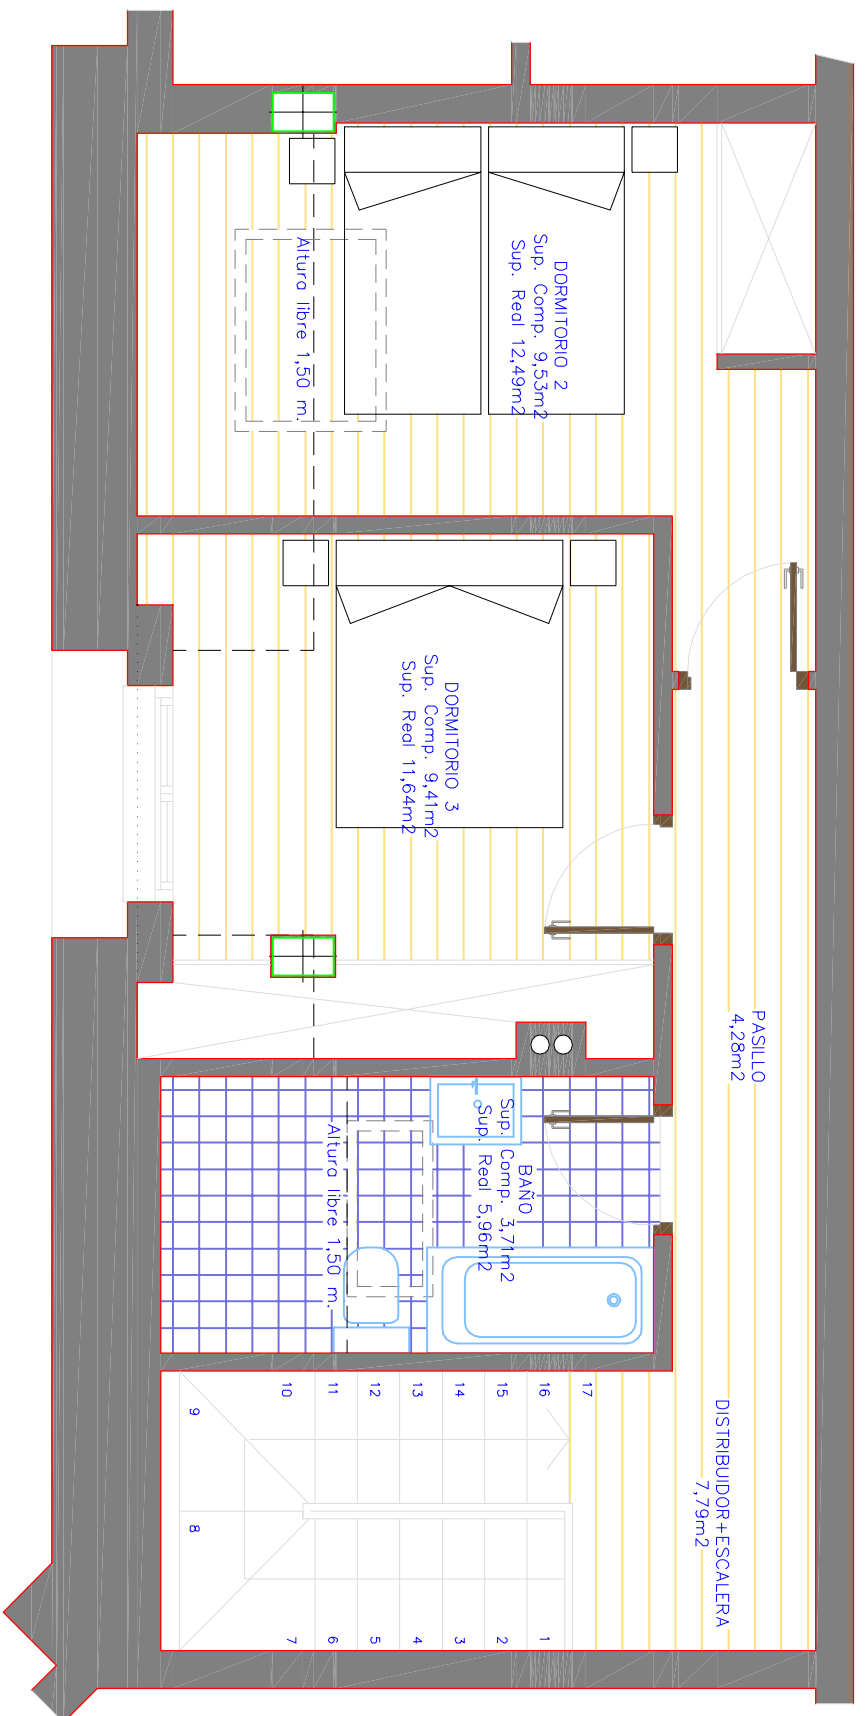 DORMITORIO 2
Sup. Comp. 9,53m2
Sup. Real 12,49m2
Altura libre 1,50 m.
DORMITORIO 3
Sup. Comp. 9,41m2
Sup. Real 11,64m2
PASILLO
4,28m2
BAÑO
Sup. Comp. 3,71m2
Sup. Real 5,96m2
Altura libre 1,50 m.
DISTRIBUIDOR+ESCALERA
7,79m2
17
16
15
14
13
12
11
10
9
8
7
6
5
4
3
2
1